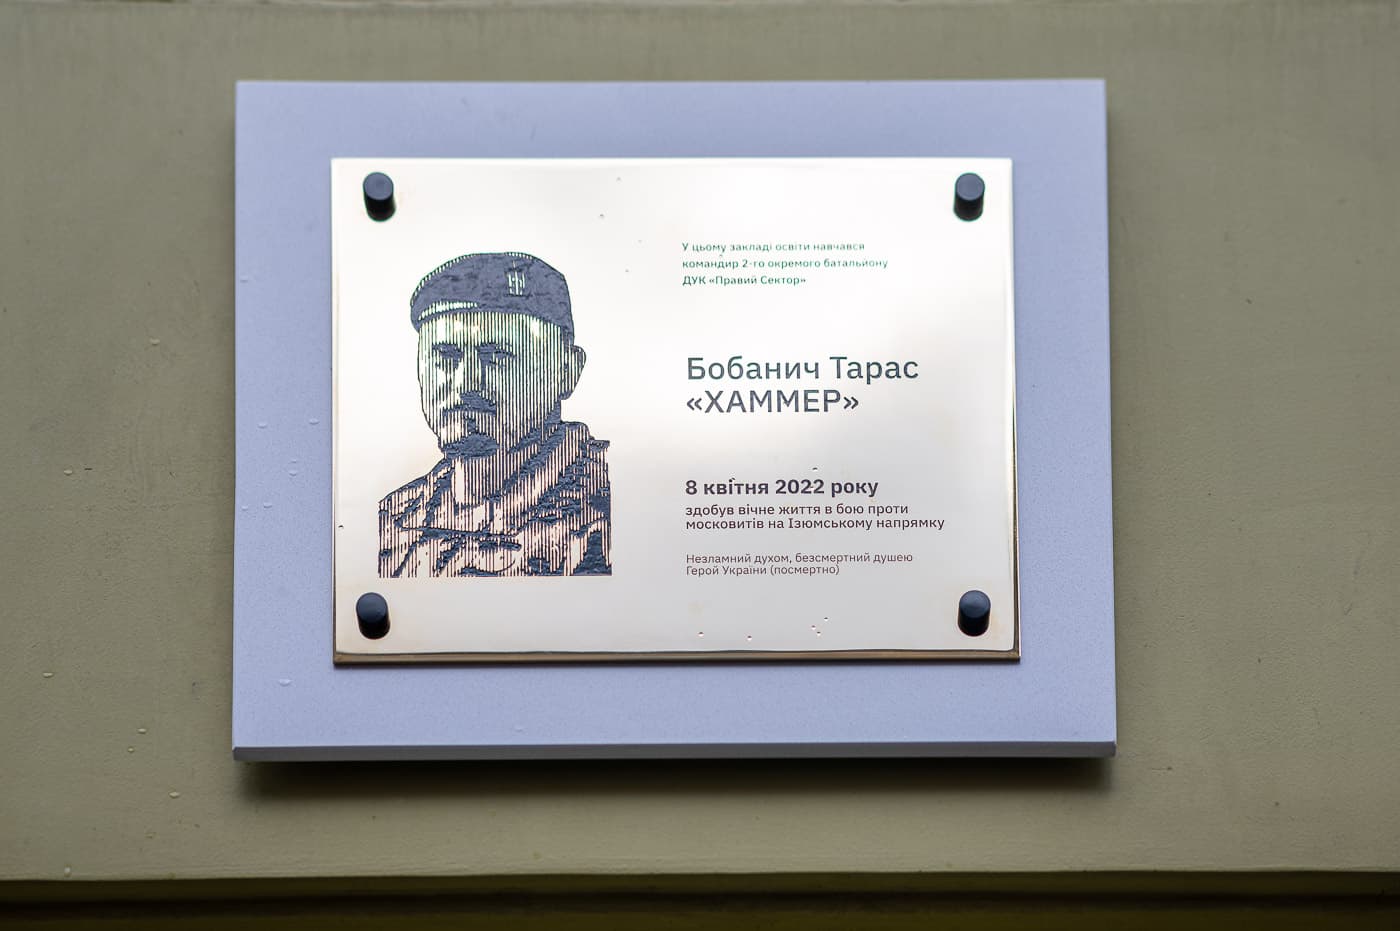 У цьому закладі освіти навчався
командир 2-го окремого батальйону
ДУК «Правий Сектор»
Бобанич Тарас
«ХАММЕР»
8 квітня 2022 року
здобув вічне життя в бою проти
московитів на Ізюмському напрямку
Незламний духом, безсмертний душею
Герой України (посмертно)